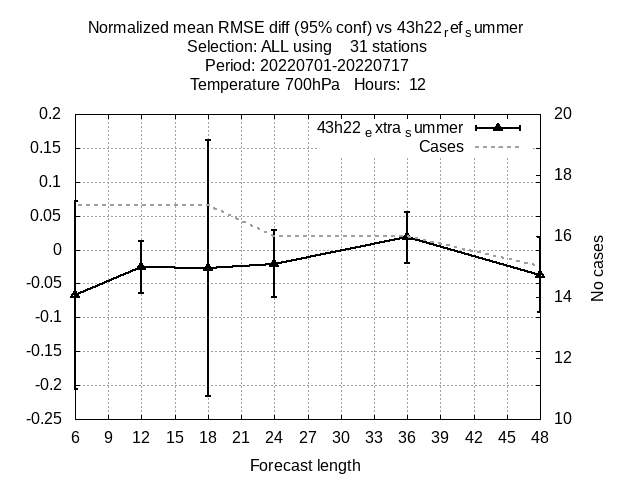 Normalized mean RMSE diff (95% conf) vs 43h22refsummer
Selection: ALL using 31 stations
Period: 20220701-20220717
Temperature 700hPa Hours: 12
43h22 extrasummer
Cases
0.2
0.15
0.1
0.05
0
-0.05
-0.1
-0.15
-0.2
-0.25
20
18
16
14
12
10
No cases
6 9 12 15 18 21 24 27 30 33 36 39 42 45 48
Forecast length